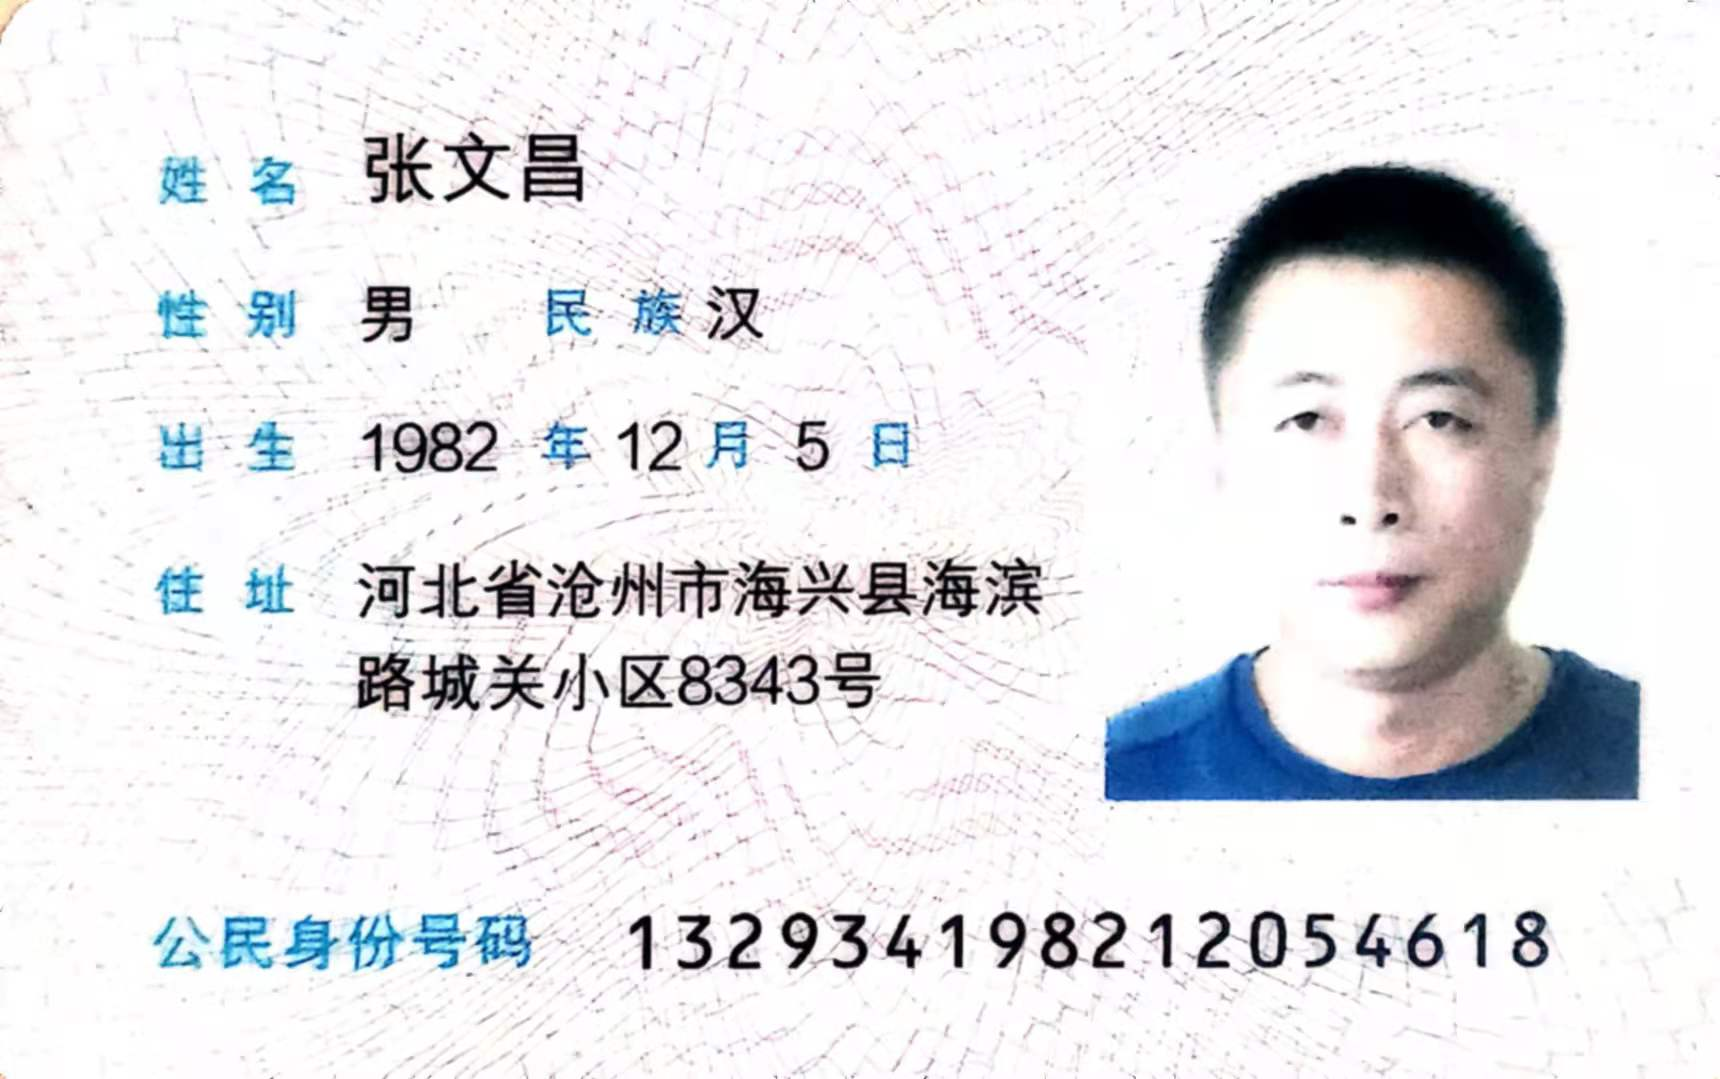 姓名 张文昌
性别 男 民族 汉
出生 1982 年 12 月 5 日
住址 河北省沧州市海兴县海滨
路城关小区8343号
公民身份号码 132934198212054618